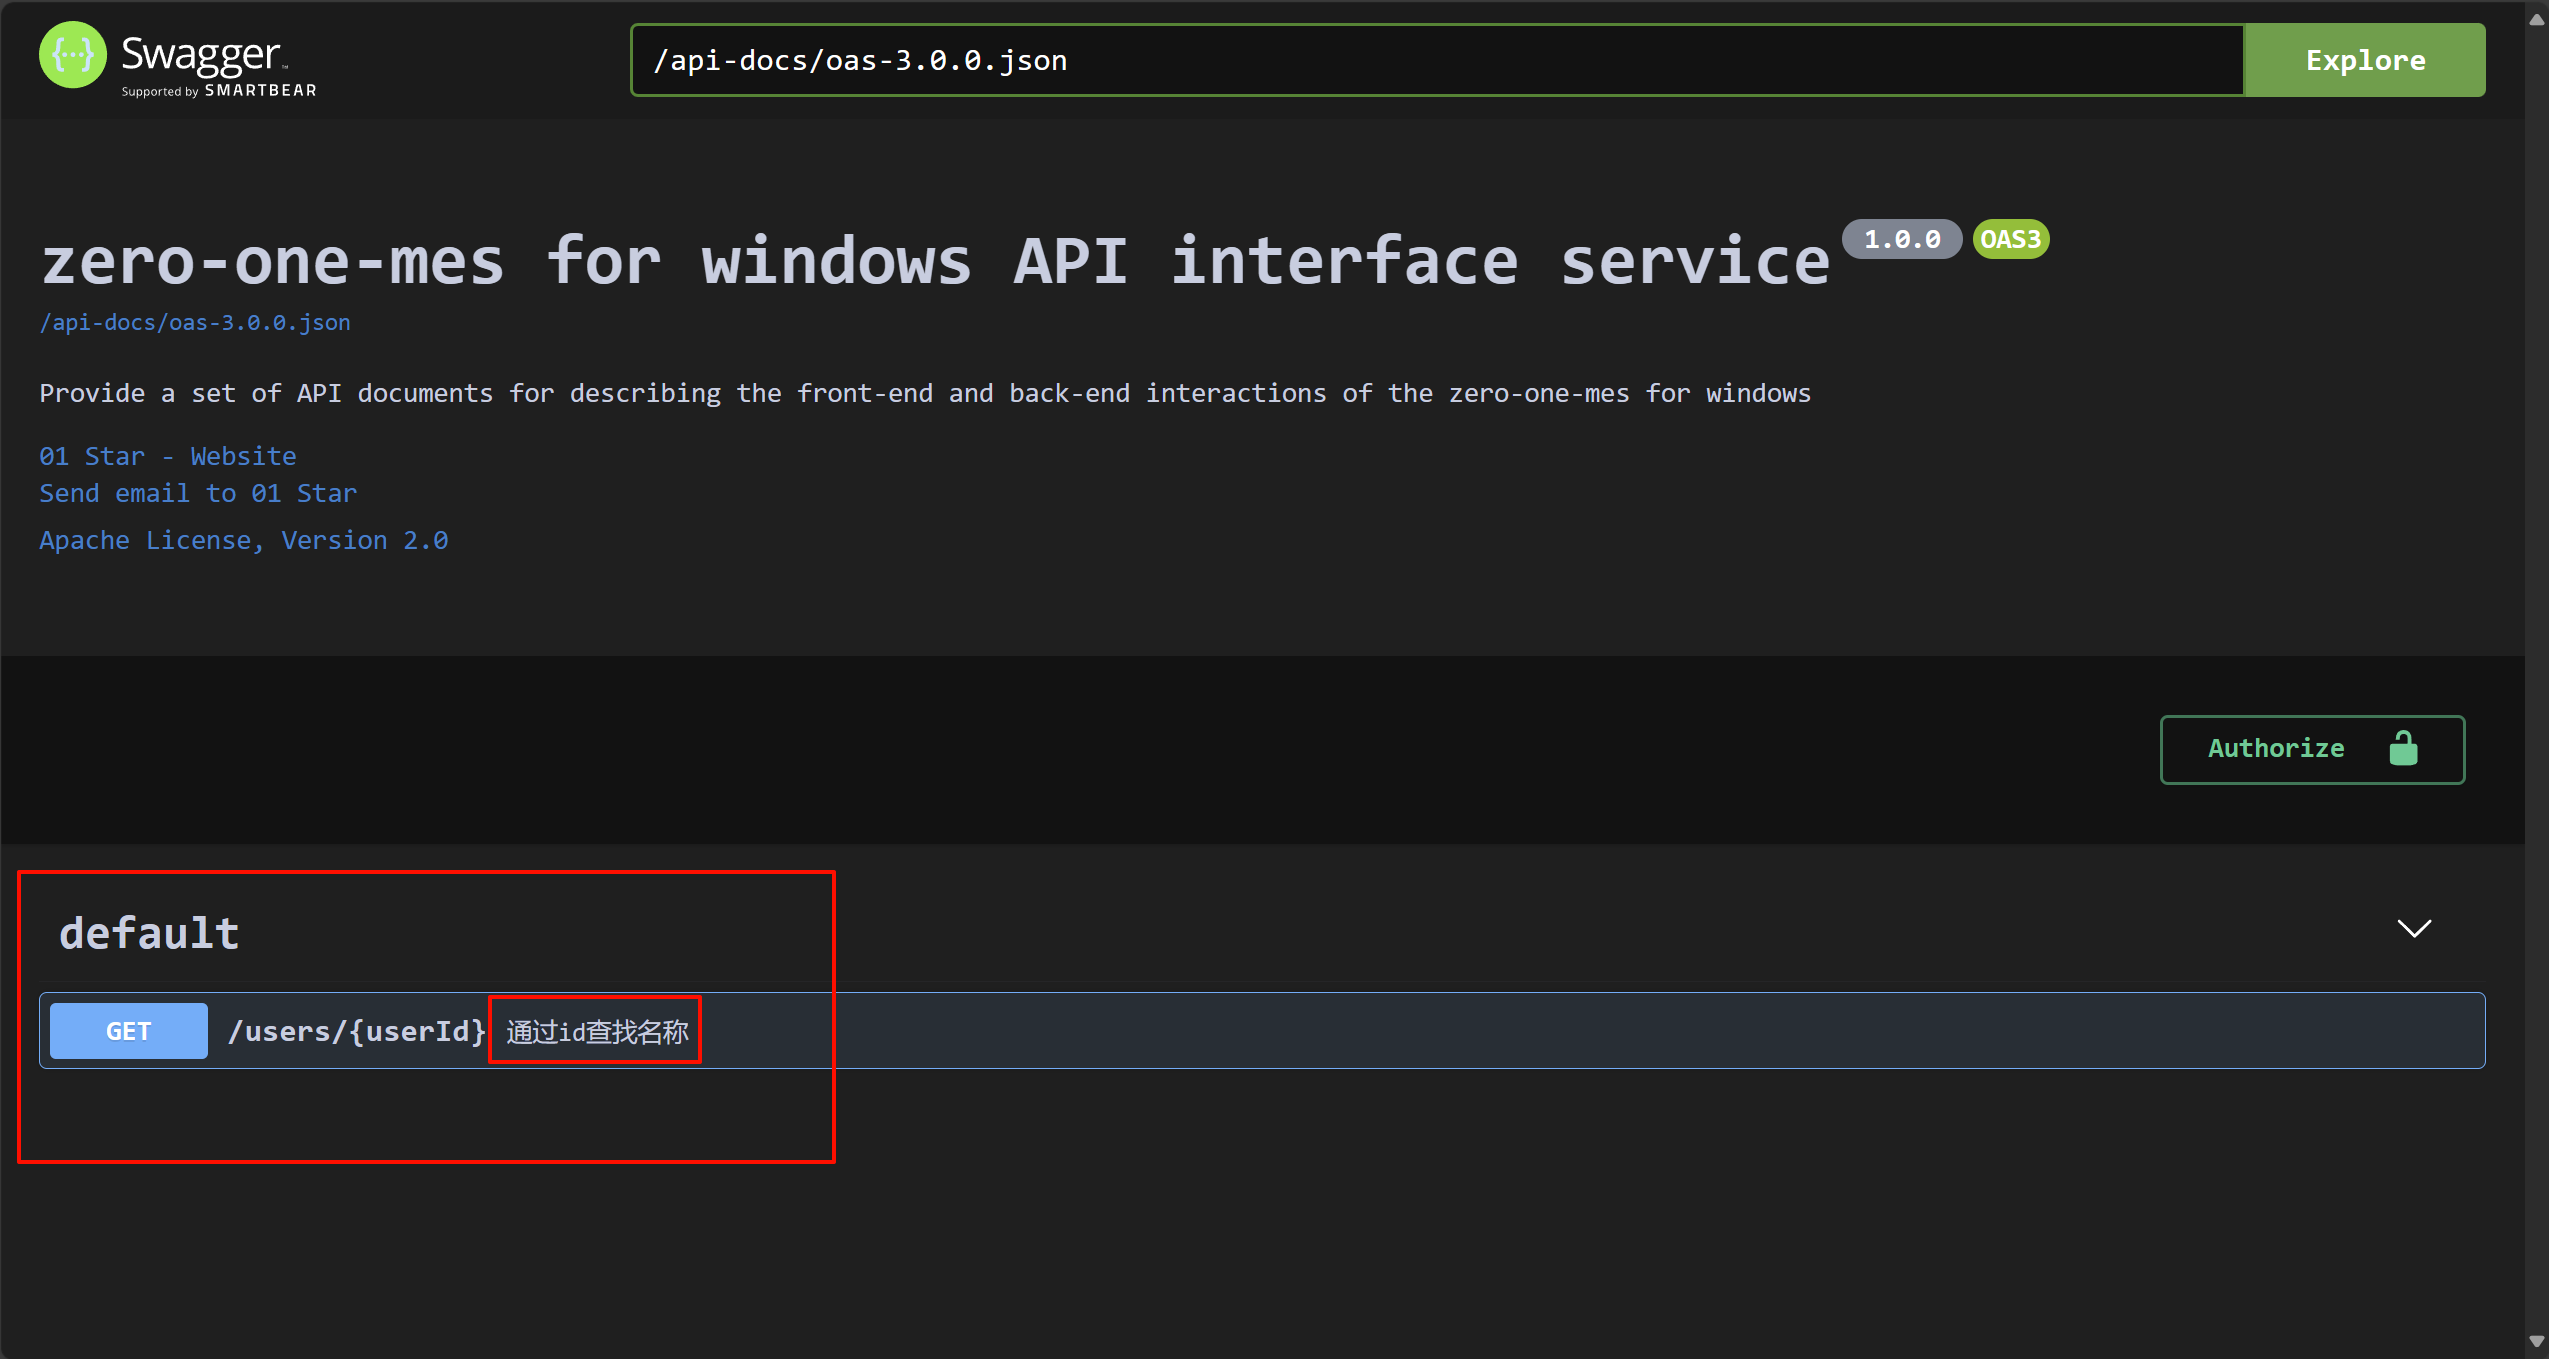 {···} Swagger™
Supported by SMARTBEAR
/api-docs/oas-3.0.0.json
Explore
zero-one-mes for windows API interface service 1.0.0 OAS3
/api-docs/oas-3.0.0.json
Provide a set of API documents for describing the front-end and back-end interactions of the zero-one-mes for windows
01 Star - Website
Send email to 01 Star
Apache License, Version 2.0
Authorize
default
GET /users/{userId} 通过id查找名称